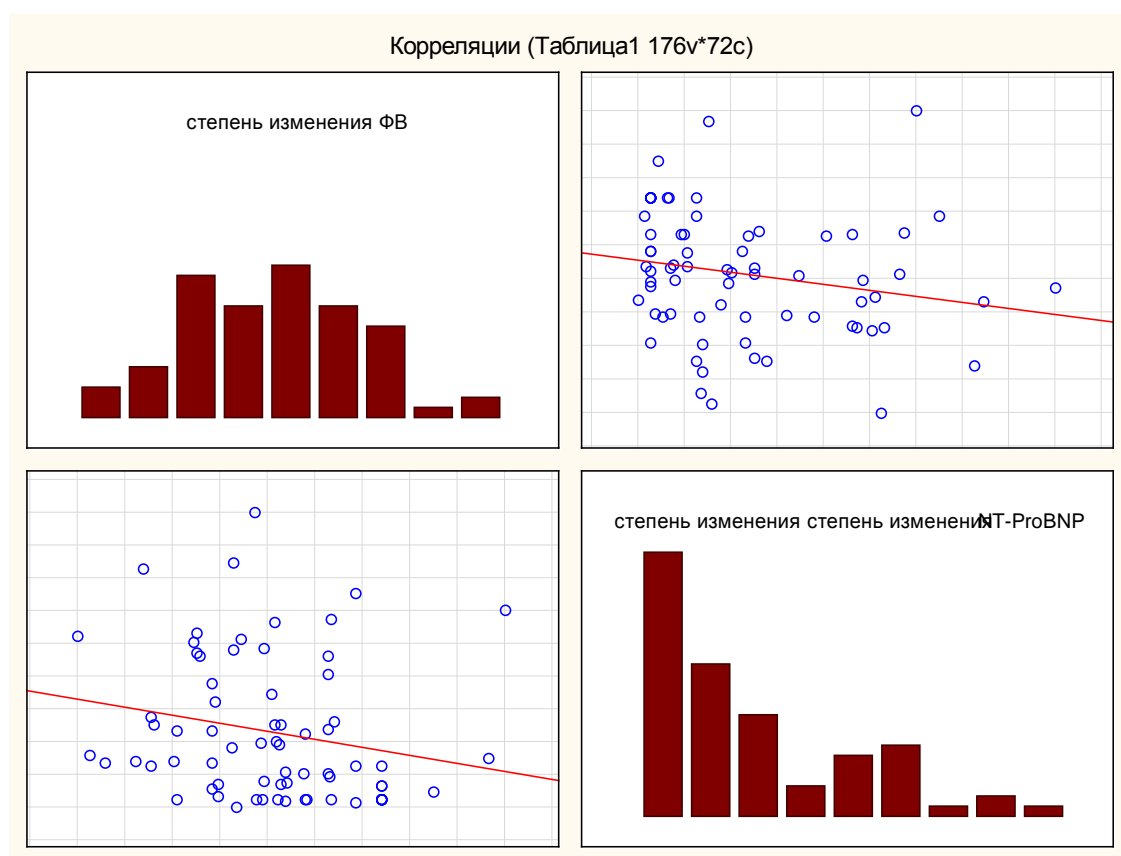 Корреляции (Таблица1 176v*72c)
степень изменения ФВ
степень изменения степень изменения NT-ProBNP